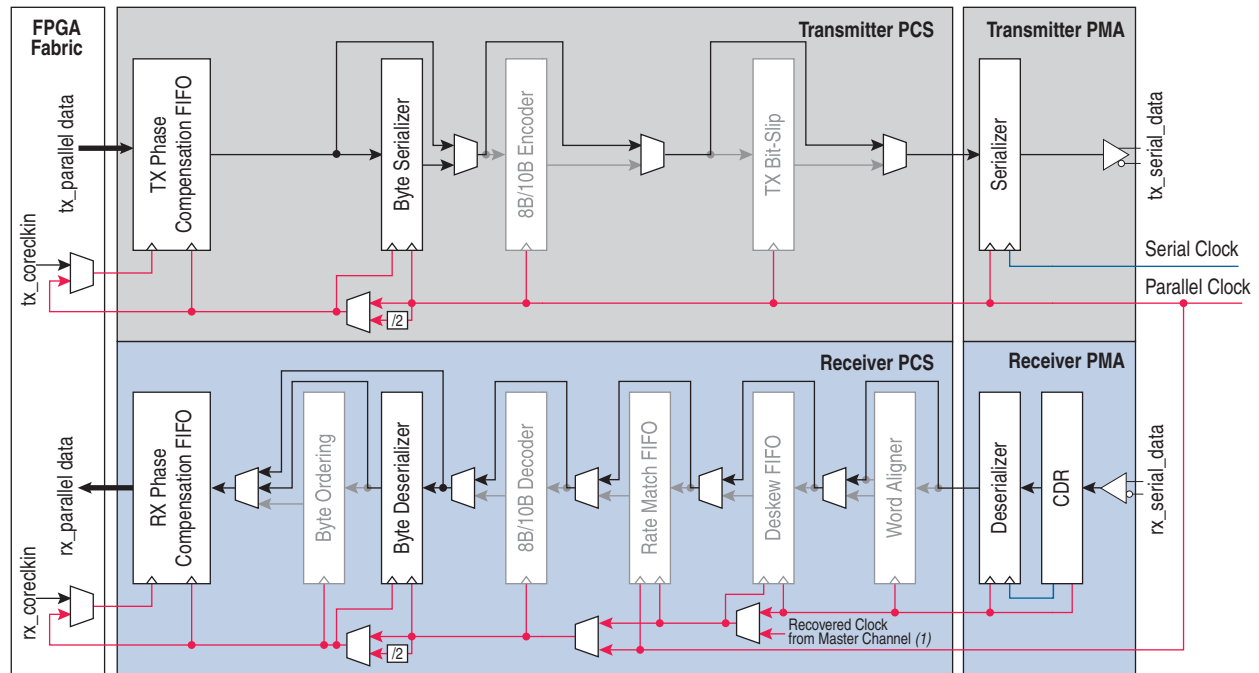 FPGA
Fabric
Transmitter PCS
Transmitter PMA
tx_parallel data
TX Phase
Compensation FIFO
Byte Serializer
8B/10B Encoder
TX Bit-Slip
Serializer
tx_serial_data
tx_coreclkin
/2
Serial Clock
Parallel Clock
Receiver PCS
Receiver PMA
rx_parallel data
RX Phase
Compensation FIFO
Byte Ordering
Byte Deserializer
8B/10B Decoder
Rate Match FIFO
Deskew FIFO
Word Aligner
Deserializer
CDR
rx_serial_data
rx_coreclkin
/2
Recovered Clock
from Master Channel (1)